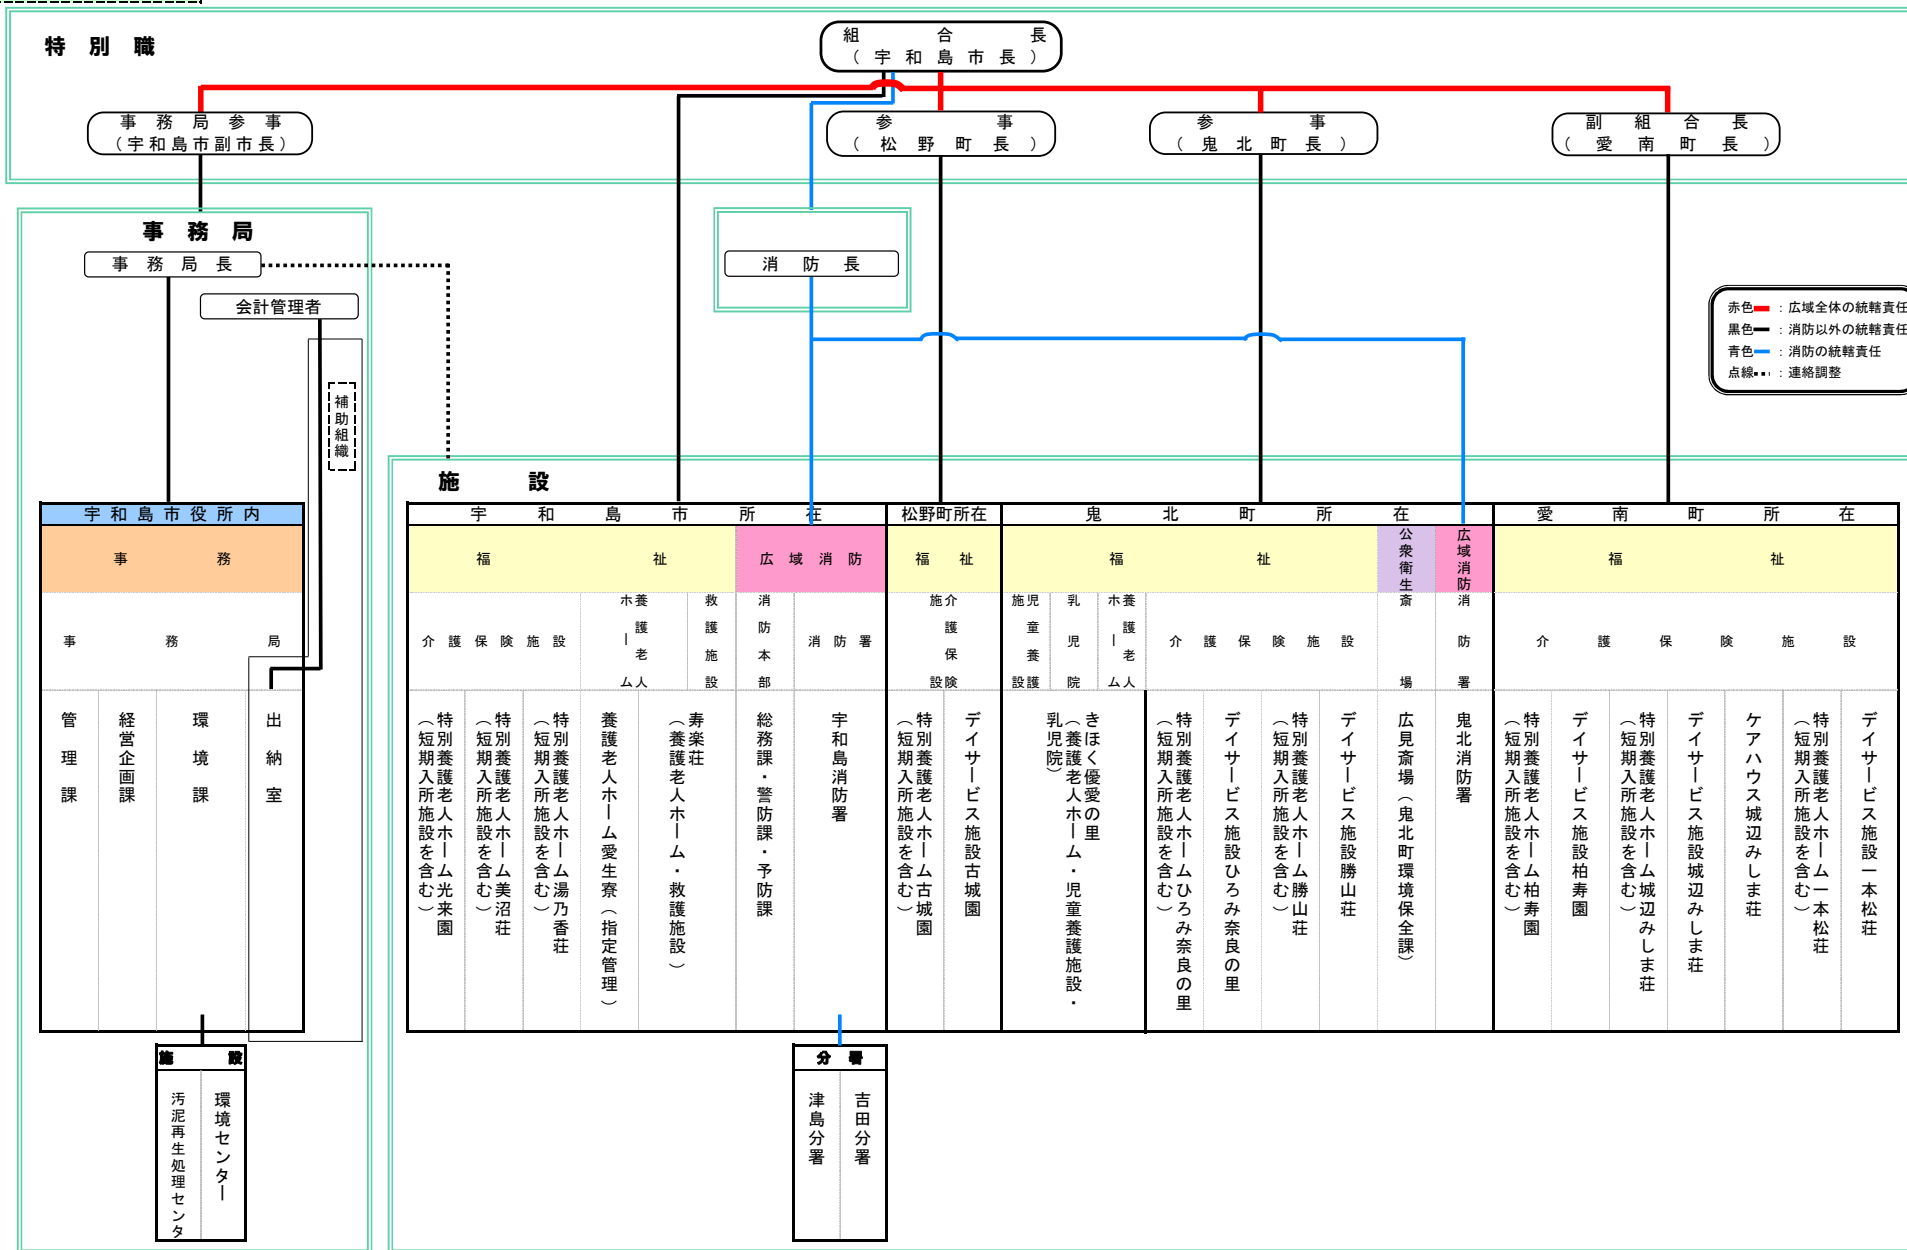 特別職
組合長
（宇和島市長）
事務局参事
（宇和島市副市長）
参事
（松野町長）
参事
（鬼北町長）
副組合長
（愛南町長）
事務局
事務局長
会計管理者
補助組織
消防長
赤色 ：広域全体の統轄責任
黒色 ：消防以外の統轄責任
青色 ：消防の統轄責任
点線 ：連絡調整
宇和島市役所内
事務
事務局
管理課
経営企画課
環境課
出納室
施設
汚泥再生処理センタ
環境センター
施設
宇和島市所在
松野町所在
鬼北町所在
愛南町所在
福祉
広域消防
福祉
福祉
公衆衛生
広域消防
福祉
介護保険施設
養護老人
ホーム
救護施設
消防本部
消防署
介護保険
施設
児童養護
施設
乳児院
養護老人
ホーム
介護保険施設
斎場
消防署
介護保険施設
特別養護老人ホーム光来園
（短期入所施設を含む）
特別養護老人ホーム美沼荘
（短期入所施設を含む）
特別養護老人ホーム湯乃香荘
（短期入所施設を含む）
養護老人ホーム愛生寮（指定管理）
寿楽荘
（養護老人ホーム・救護施設）
総務課・警防課・予防課
宇和島消防署
特別養護老人ホーム古城園
（短期入所施設を含む）
デイサービス施設古城園
きほく優愛の里
（養護老人ホーム・児童養護施設・
乳児院）
特別養護老人ホームひろみ奈良の里
（短期入所施設を含む）
デイサービス施設ひろみ奈良の里
特別養護老人ホーム勝山荘
（短期入所施設を含む）
デイサービス施設勝山荘
広見斎場（鬼北町環境保全課）
鬼北消防署
特別養護老人ホーム柏寿園
（短期入所施設を含む）
デイサービス施設柏寿園
特別養護老人ホーム城辺みしま荘
（短期入所施設を含む）
デイサービス施設城辺みしま荘
ケアハウス城辺みしま荘
特別養護老人ホーム一本松荘
（短期入所施設を含む）
デイサービス施設一本松荘
分署
津島分署
吉田分署